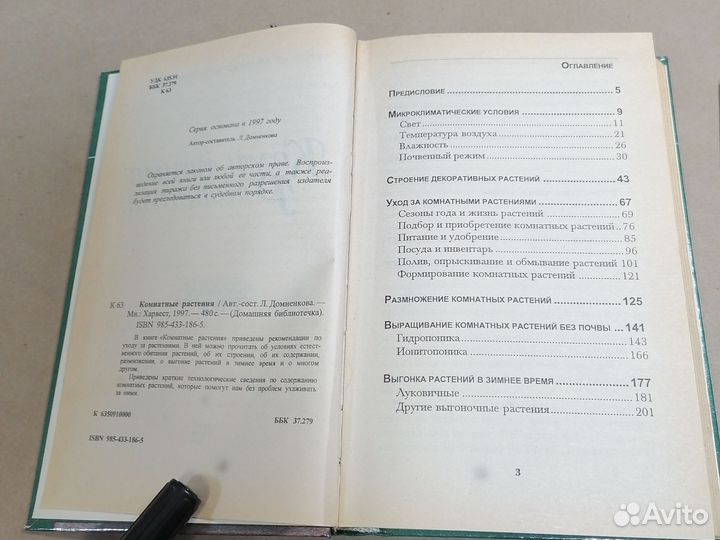 УДК 635.91
ББК 37.279
К 63
Серия основана в 1997 году
Автор-составитель Л. Домненкова
Охраняется законом об авторском праве. Воспроиз-
ведение всей книги или любой ее части, а также реа-
лизация тиража без письменного разрешения издателя
будет преследоваться в судебном порядке.
К 63 Комнатные растения / Авт.-сост. Л. Домненкова.—
Мн.: Харвест, 1997.— 480 с.— (Домашняя библиотечка).
ISBN 985-433-186-5.
В книге «Комнатные растения» приведены рекомендации по
уходу за растениями. В ней можно прочитать об условиях естест-
венного обитания растений, об их строении, об их содержании,
размножении, о выгонке растений в зимнее время и о многом
другом.
Приведены краткие технологические сведения по содержанию
комнатных растений, которые помогут вам без проблем ухаживать
за ними.
К 6350910000
ББК 37.279
ISBN 985-433-186-5
ОГЛАВЛЕНИЕ
ПРЕДИСЛОВИЕ • 5
МИКРОКЛИМАТИЧЕСКИЕ УСЛОВИЯ • 9
Свет • 11
Температура воздуха • 21
Влажность • 26
Почвенный режим • 30
СТРОЕНИЕ ДЕКОРАТИВНЫХ РАСТЕНИЙ • 43
УХОД ЗА КОМНАТНЫМИ РАСТЕНИЯМИ • 67
Сезоны года и жизнь растений • 69
Подбор и приобретение комнатных растений • 76
Питание и удобрение • 85
Посуда и инвентарь • 96
Полив, опрыскивание и обмывание растений 101
Формирование комнатных растений • 121
РАЗМНОЖЕНИЕ КОМНАТНЫХ РАСТЕНИЙ • 125
ВЫРАЩИВАНИЕ КОМНАТНЫХ РАСТЕНИЙ БЕЗ ПОЧВЫ • 141
Гидропоника • 143
Ионитопоника • 166
ВЫГОНКА РАСТЕНИЙ В ЗИМНЕЕ ВРЕМЯ • 177
Луковичные • 181
Другие выгоночные растения • 201
3
Avito